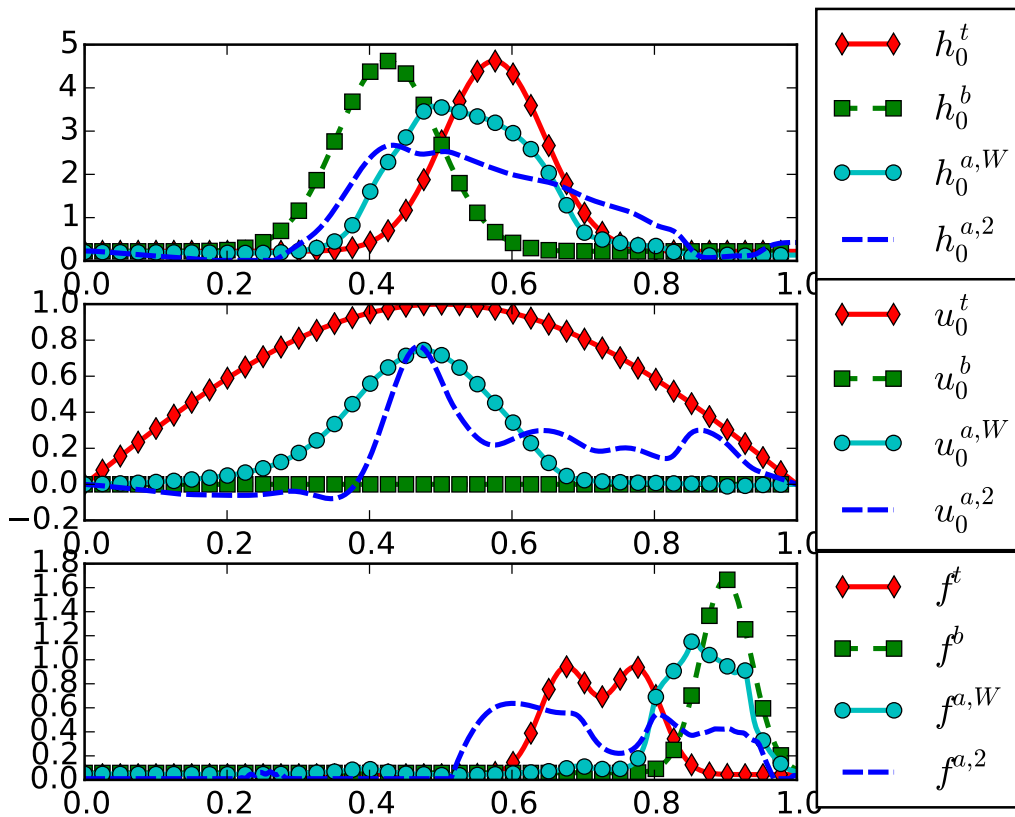 5
4
3
2
1
0
0.0 0.2 0.4 0.6 0.8 1.0
$h_0^t$
$h_0^b$
$h_0^{a,W}$
$h_0^{a,2}$
1.0
0.8
0.6
0.4
0.2
0.0
−0.2
0.0 0.2 0.4 0.6 0.8 1.0
$u_0^t$
$u_0^b$
$u_0^{a,W}$
$u_0^{a,2}$
1.8
1.6
1.4
1.2
1.0
0.8
0.6
0.4
0.2
0.0
0.0 0.2 0.4 0.6 0.8 1.0
$f^t$
$f^b$
$f^{a,W}$
$f^{a,2}$